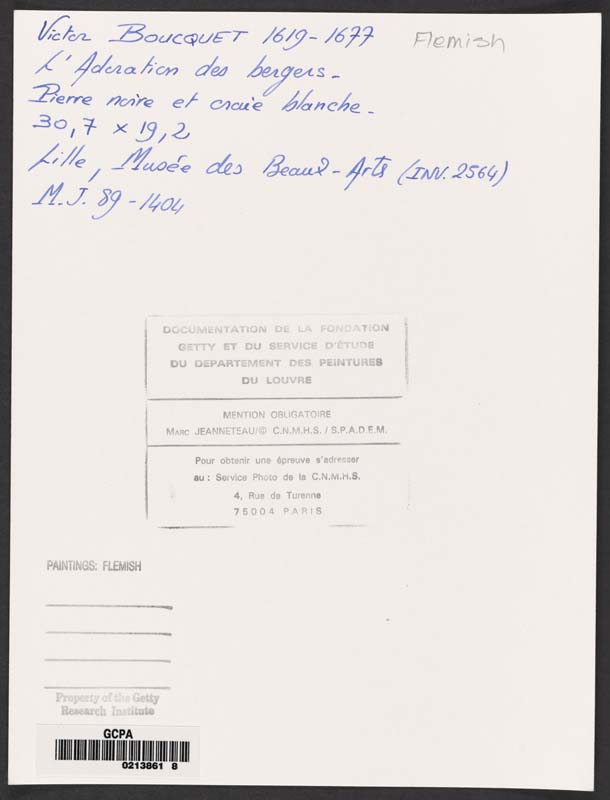 Victor BOUCQUET 1619-1677 Flemish
L'Adoration des bergers-
Pierre noire et craie blanche-
30,7 x 19,2
Lille, Musée des Beaux-Arts (INV. 2564)
M.J. 89-1404
DOCUMENTATION DE LA FONDATION
GETTY ET DU SERVICE D'ÉTUDE
DU DEPARTEMENT DES PEINTURES
DU LOUVRE
MENTION OBLIGATOIRE
MARC JEANNETEAU/© C.N.M.H.S. / S.P.A.D.E.M.
Pour obtenir une épreuve s'adresser
au : Service Photo de la C.N.M.H.S.
4, Rue de Turenne
75004 PARIS
PAINTINGS: FLEMISH
Property of the Getty
Research Institute
GCPA
0213861 8